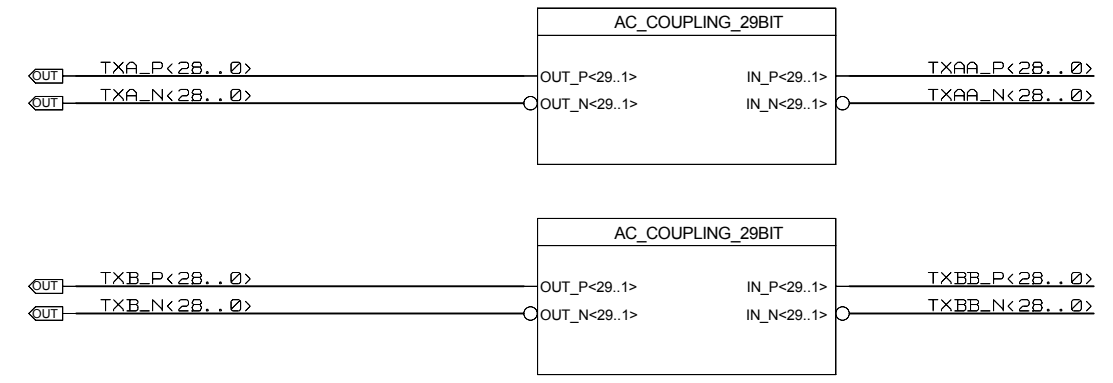 AC_COUPLING_29BIT
OUT TXA_P<28..0> OUT_P<29..1> IN_P<29..1> TXAA_P<28..0>
OUT TXA_N<28..0> OUT_N<29..1> IN_N<29..1> TXAA_N<28..0>
AC_COUPLING_29BIT
OUT TXB_P<28..0> OUT_P<29..1> IN_P<29..1> TXBB_P<28..0>
OUT TXB_N<28..0> OUT_N<29..1> IN_N<29..1> TXBB_N<28..0>